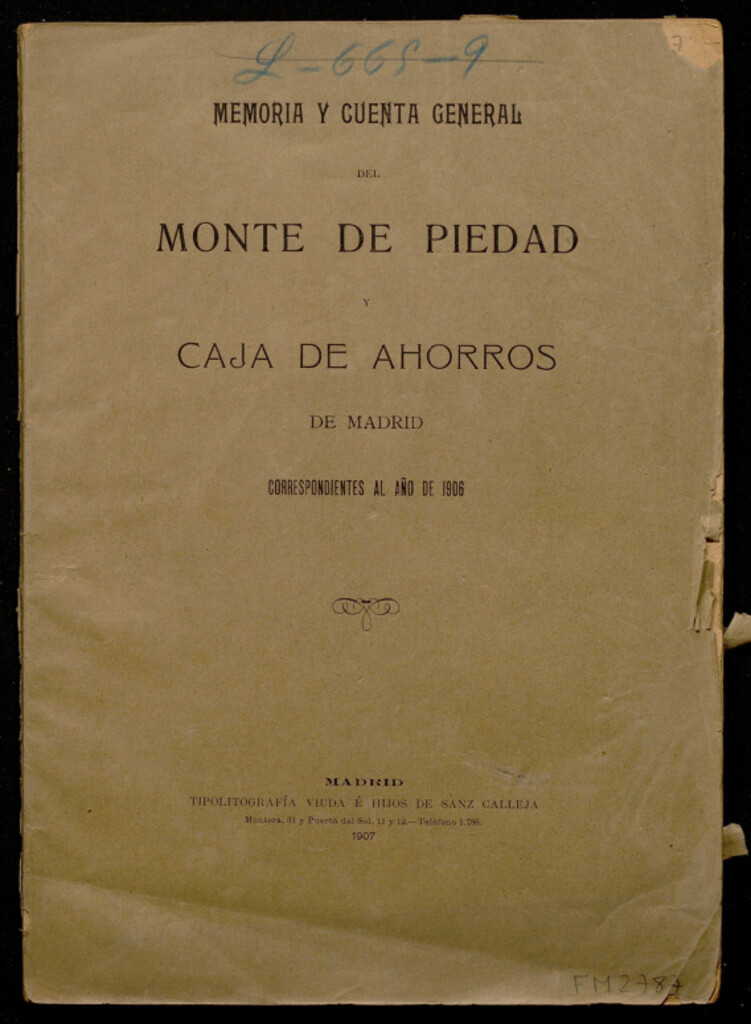 L-665-9
MEMORIA Y CUENTA GENERAL
DEL
MONTE DE PIEDAD
Y
CAJA DE AHORROS
DE MADRID
CORRESPONDIENTES AL AÑO DE 1906
MADRID
TIPOLITOGRAFÍA VIUDA É HIJOS DE SANZ CALLEJA
Montera, 31 y Puerta del Sol, 11 y 12.—Teléfono 1.798.
1907
FM2787